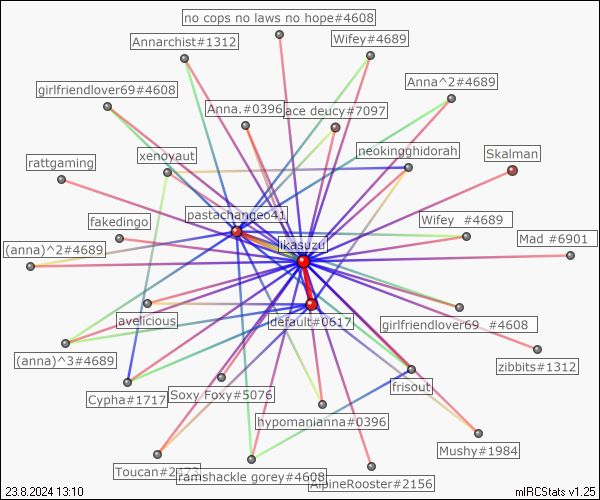 no cops no laws no hope#4608
Annarchist#1312
Wifey#4689
girlfriendlover69#4608
Anna^2#4689
Anna.#0396
ace deucy#7097
xenoyaut
neokingghidorah
rattgaming
Skalman
pastachangeo41
fakedingo
Wifey #4689
Mad #6901
(anna)^2#4689
likasuzu
avelicious
default#0617
girlfriendlover69 #4608
(anna)^3#4689
zibbits#1312
Cypha#1717
Soxy Foxy#5076
frisout
hypomanianna#0396
Mushy#1984
ramshackle gorey#4608
AlpineRooster#2156
23.8.2024 13:10
mIRCStats v1.25